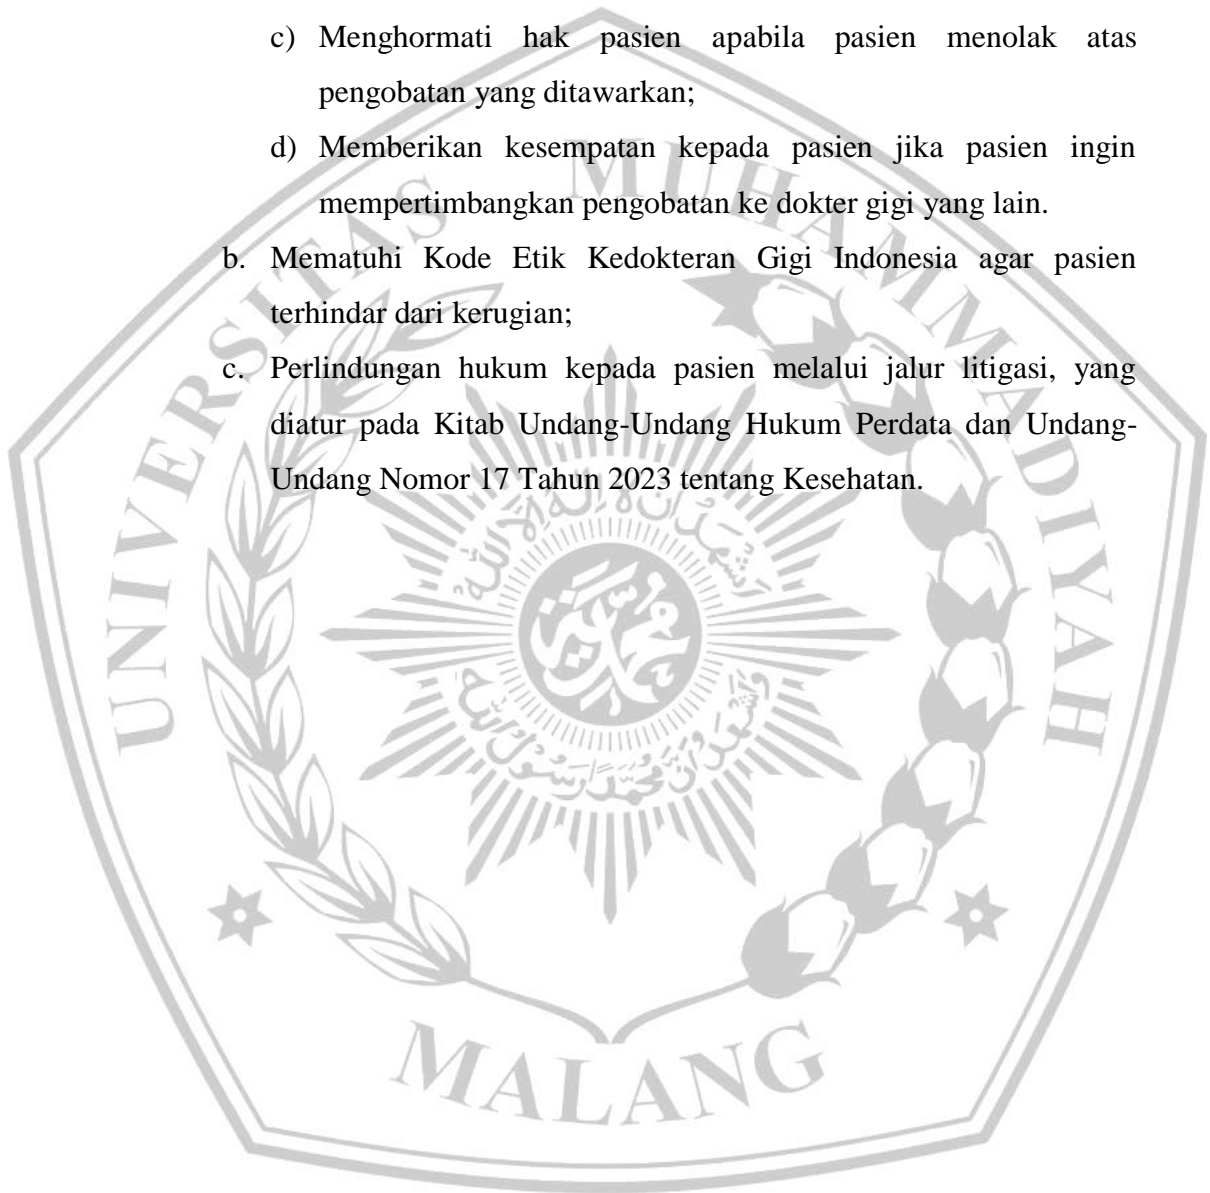 c) Menghormati hak pasien apabila pasien menolak atas
pengobatan yang ditawarkan;
d) Memberikan kesempatan kepada pasien jika pasien ingin
mempertimbangkan pengobatan ke dokter gigi yang lain.
b. Mematuhi Kode Etik Kedokteran Gigi Indonesia agar pasien
terhindar dari kerugian;
c. Perlindungan hukum kepada pasien melalui jalur litigasi, yang
diatur pada Kitab Undang-Undang Hukum Perdata dan Undang-
Undang Nomor 17 Tahun 2023 tentang Kesehatan.
UNIVERSITAS MUHAMMADIYAH
MALANG